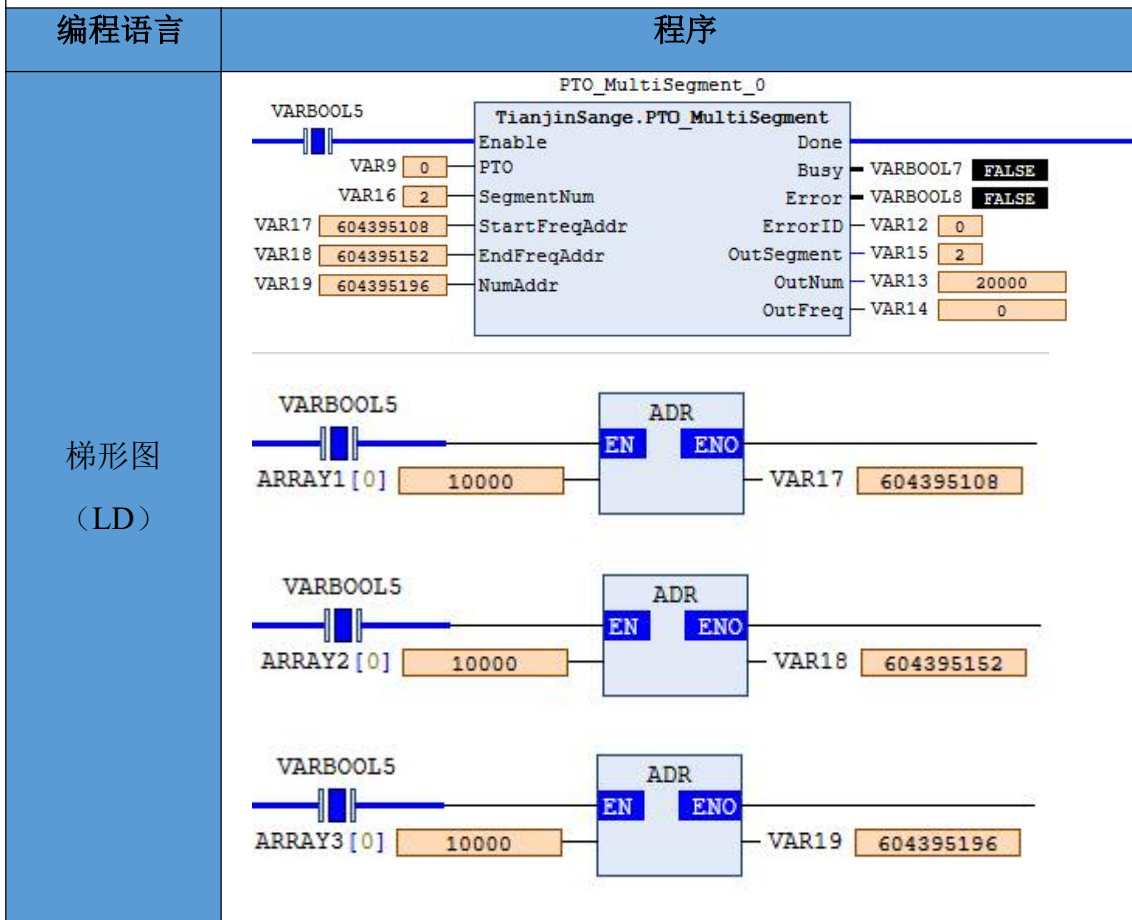 编程语言 程序
PTO_MultiSegment_0
VARBOOL5
TianjinSange.PTO_MultiSegment
Enable Done
VAR9 0 PTO Busy VARBOOL7 FALSE
VAR16 2 SegmentNum Error VARBOOL8 FALSE
VAR17 604395108 StartFreqAddr ErrorID VAR12 0
VAR18 604395152 EndFreqAddr OutSegment VAR15 2
VAR19 604395196 NumAddr OutNum VAR13 20000
OutFreq VAR14 0
梯形图
（LD）
VARBOOL5
ADR
EN ENO
ARRAY1[0] 10000 VAR17 604395108
VARBOOL5
ADR
EN ENO
ARRAY2[0] 10000 VAR18 604395152
VARBOOL5
ADR
EN ENO
ARRAY3[0] 10000 VAR19 604395196